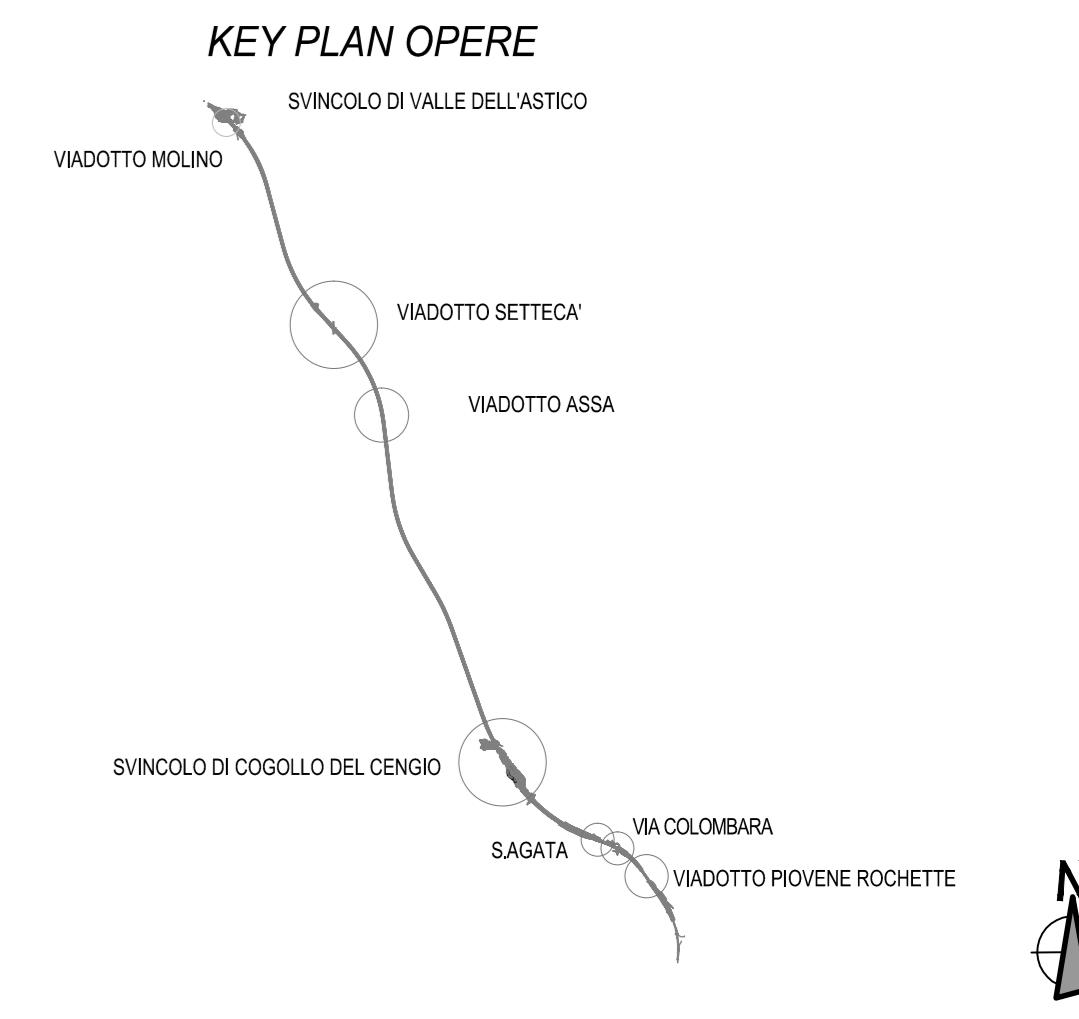 KEY PLAN OPERE
SVINCOLO DI VALLE DELL'ASTICO
VIADOTTO MOLINO
VIADOTTO SETTECA'
VIADOTTO ASSA
SVINCOLO DI COGOLLO DEL CENGIO
VIA COLOMBARA
S.AGATA
VIADOTTO PIOVENE ROCHETTE
N